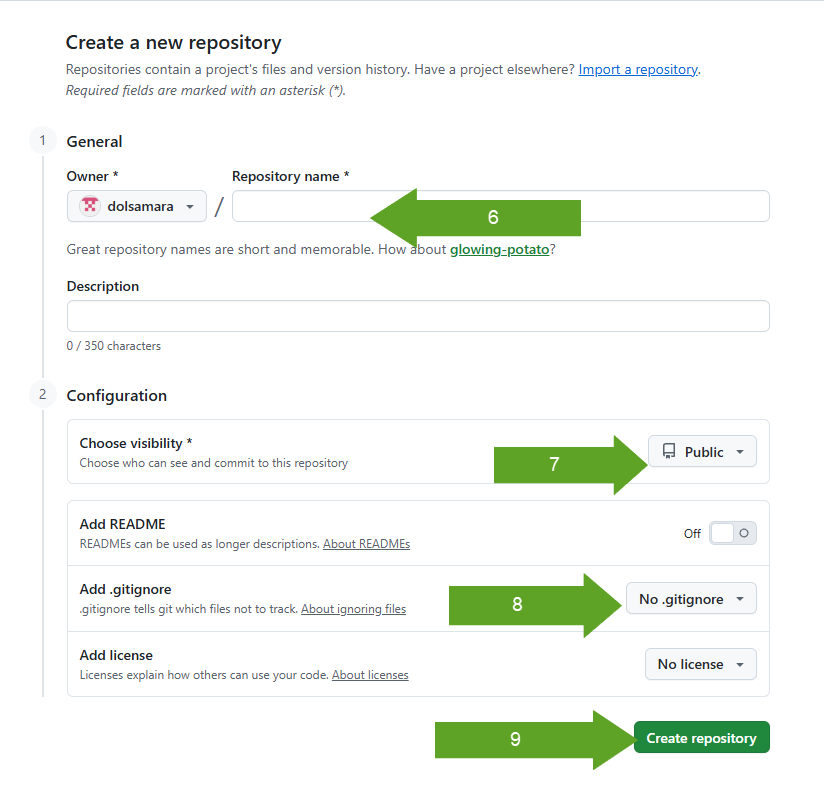 Create a new repository
Repositories contain a project's files and version history. Have a project elsewhere? Import a repository.
Required fields are marked with an asterisk (*).
1 General
Owner * Repository name *
dolsamara / 6
Great repository names are short and memorable. How about glowing-potato?
Description
0 / 350 characters
2 Configuration
Choose visibility *
Choose who can see and commit to this repository
7 Public
Add README
READMEs can be used as longer descriptions. About READMEs
Off
Add .gitignore
.gitignore tells git which files not to track. About ignoring files
8 No .gitignore
Add license
Licenses explain how others can use your code. About licenses
No license
9 Create repository